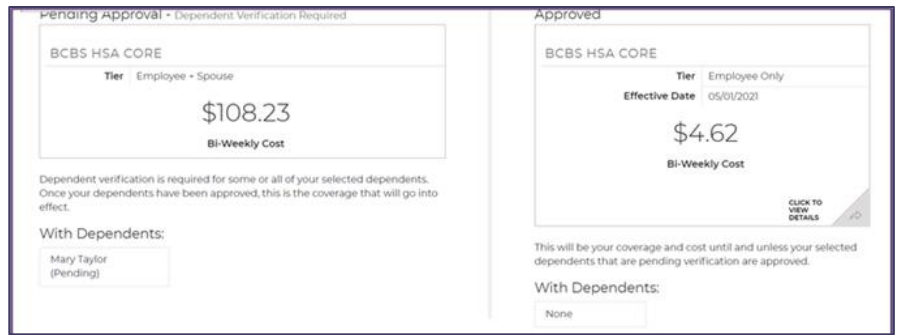 Pending Approval - Dependent Verification Required
BCBS HSA CORE
Tier Employee + Spouse
$108.23
Bi-Weekly Cost
Dependent verification is required for some or all of your selected dependents.
Once your dependents have been approved, this is the coverage that will go into
effect.
With Dependents:
Mary Taylor
(Pending)
Approved
BCBS HSA CORE
Tier Employee Only
Effective Date 05/01/2021
$4.62
Bi-Weekly Cost
CLICK TO
VIEW
DETAILS
This will be your coverage and cost until and unless your selected
dependents that are pending verification are approved.
With Dependents:
None